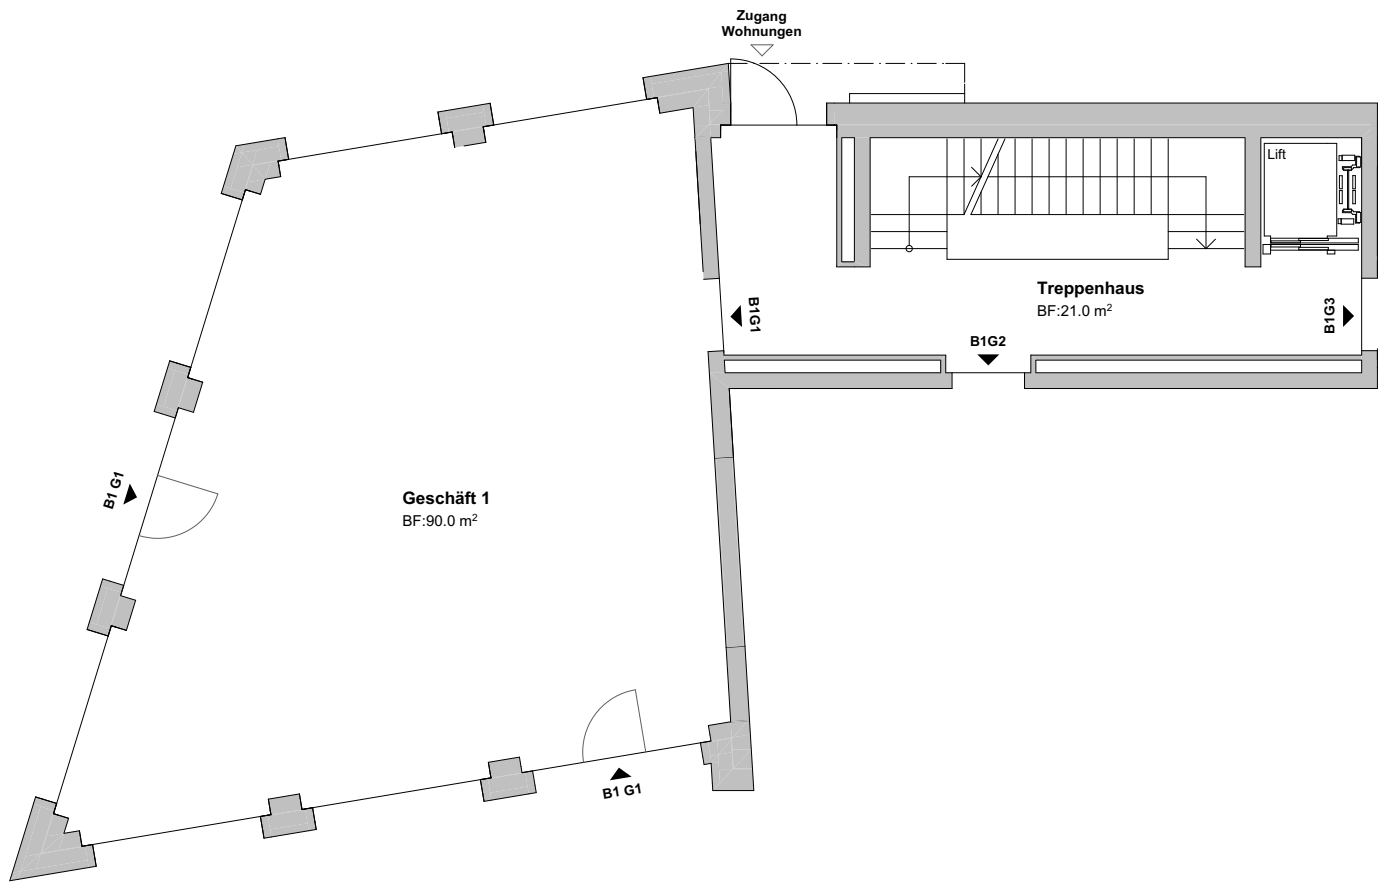 Zugang
Wohnungen
Lift
Treppenhaus
BF:21.0 m²
B1G1
B1G3
B1G2
B1 G1
Geschäft 1
BF:90.0 m²
B1 G1